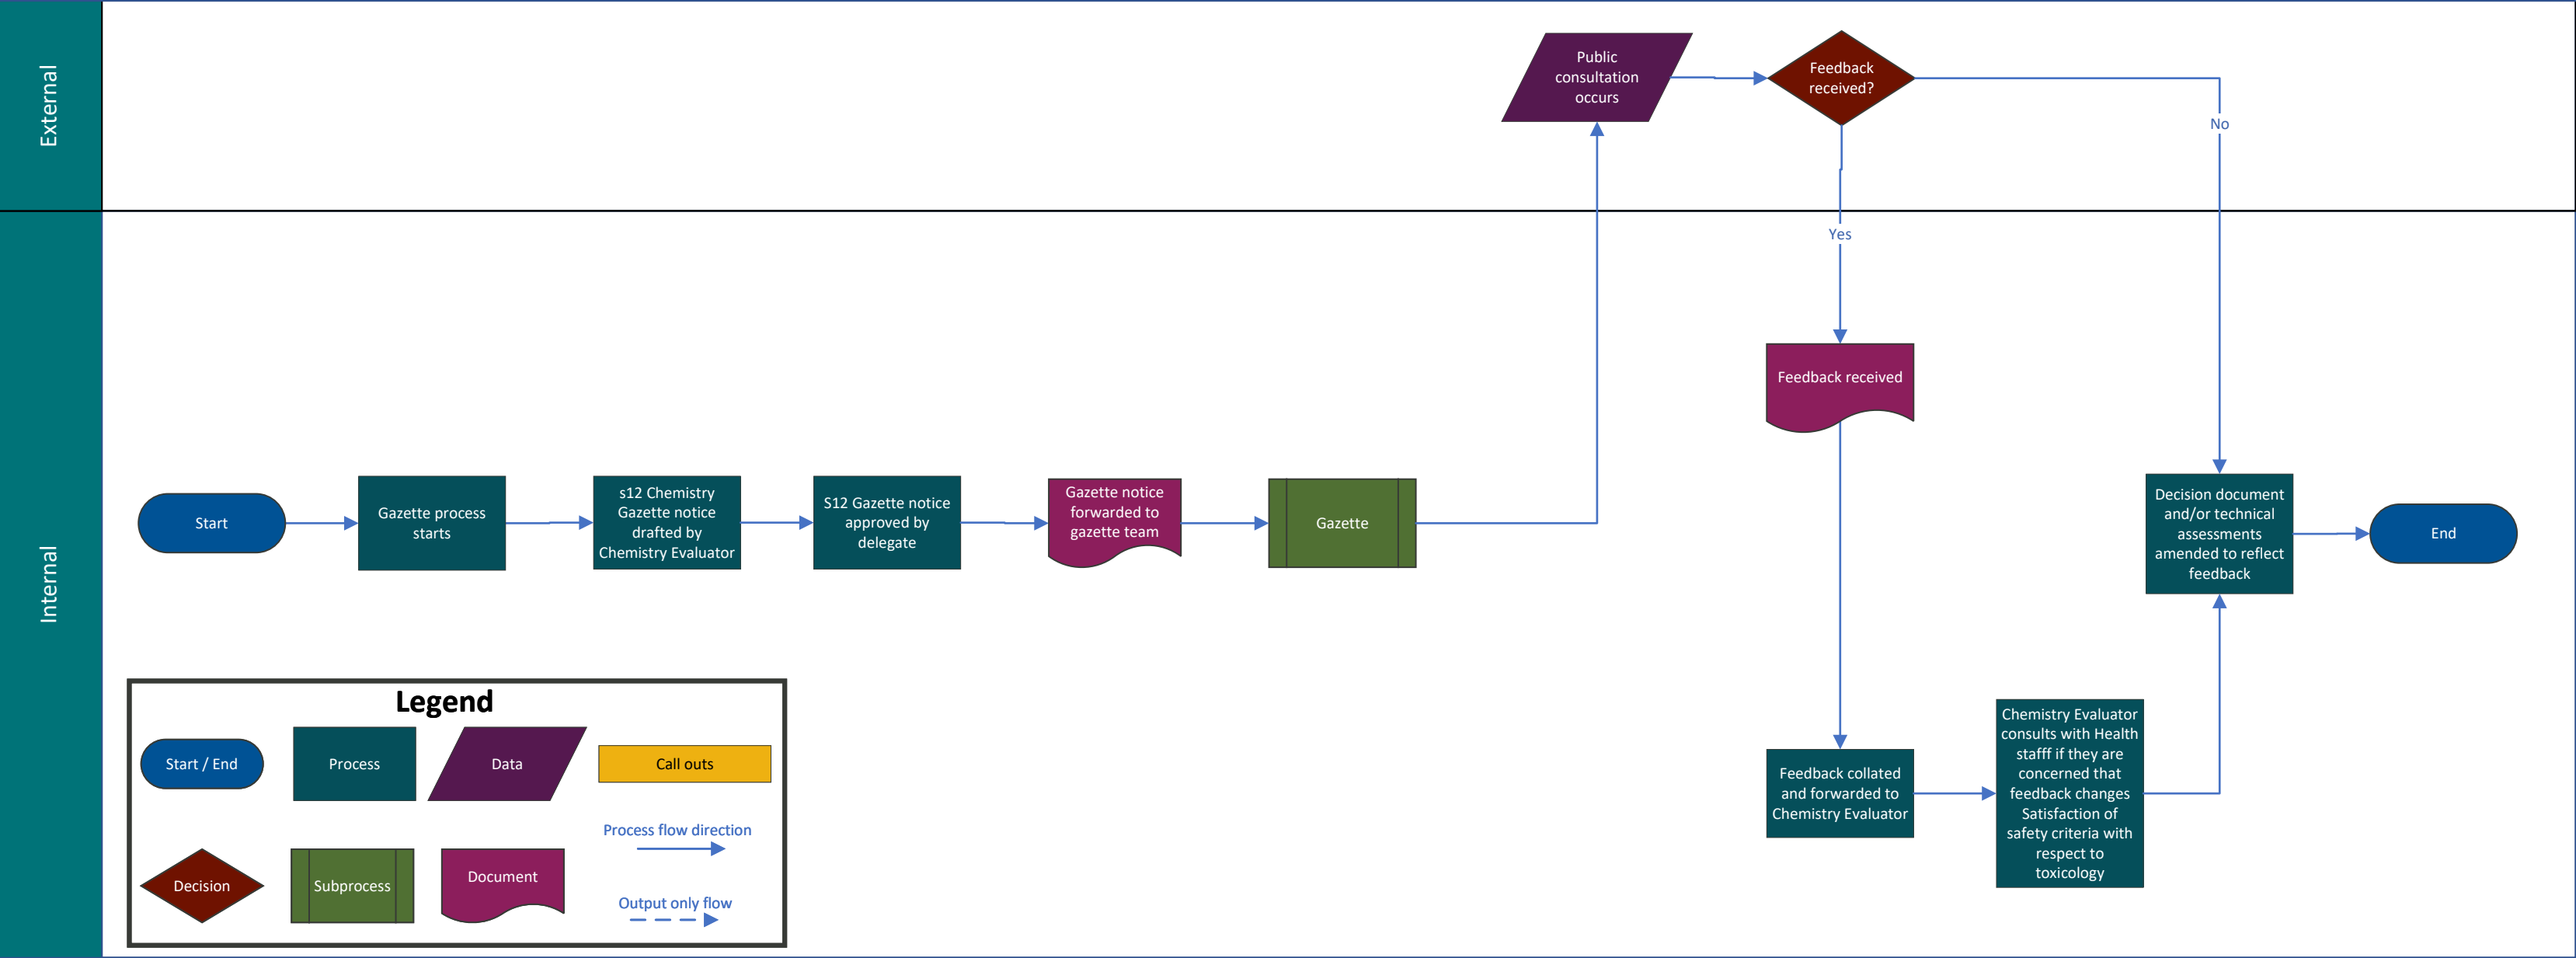 External
Public
consultation
occurs
Feedback
received?
No
Internal
Yes
Feedback received
Start
Gazette process
starts
s12 Chemistry
Gazette notice
drafted by
Chemistry Evaluator
S12 Gazette notice
approved by
delegate
Gazette notice
forwarded to
gazette team
Gazette
Decision document
and/or technical
assessments
amended to reflect
feedback
End
Feedback collated
and forwarded to
Chemistry Evaluator
Chemistry Evaluator
consults with Health
stafff if they are
concerned that
feedback changes
Satisfaction of
safety criteria with
respect to
toxicology
Legend
Start / End
Process
Data
Call outs
Process flow direction
Decision
Subprocess
Document
Output only flow